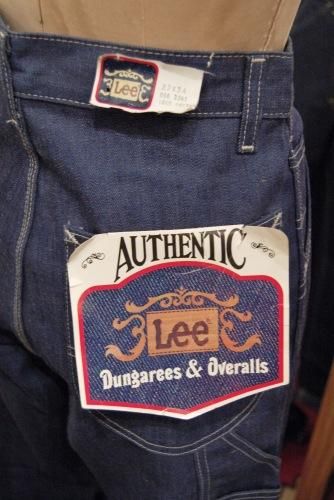 Lee
AUTHENTIC
Lee
Dungarees & Overalls